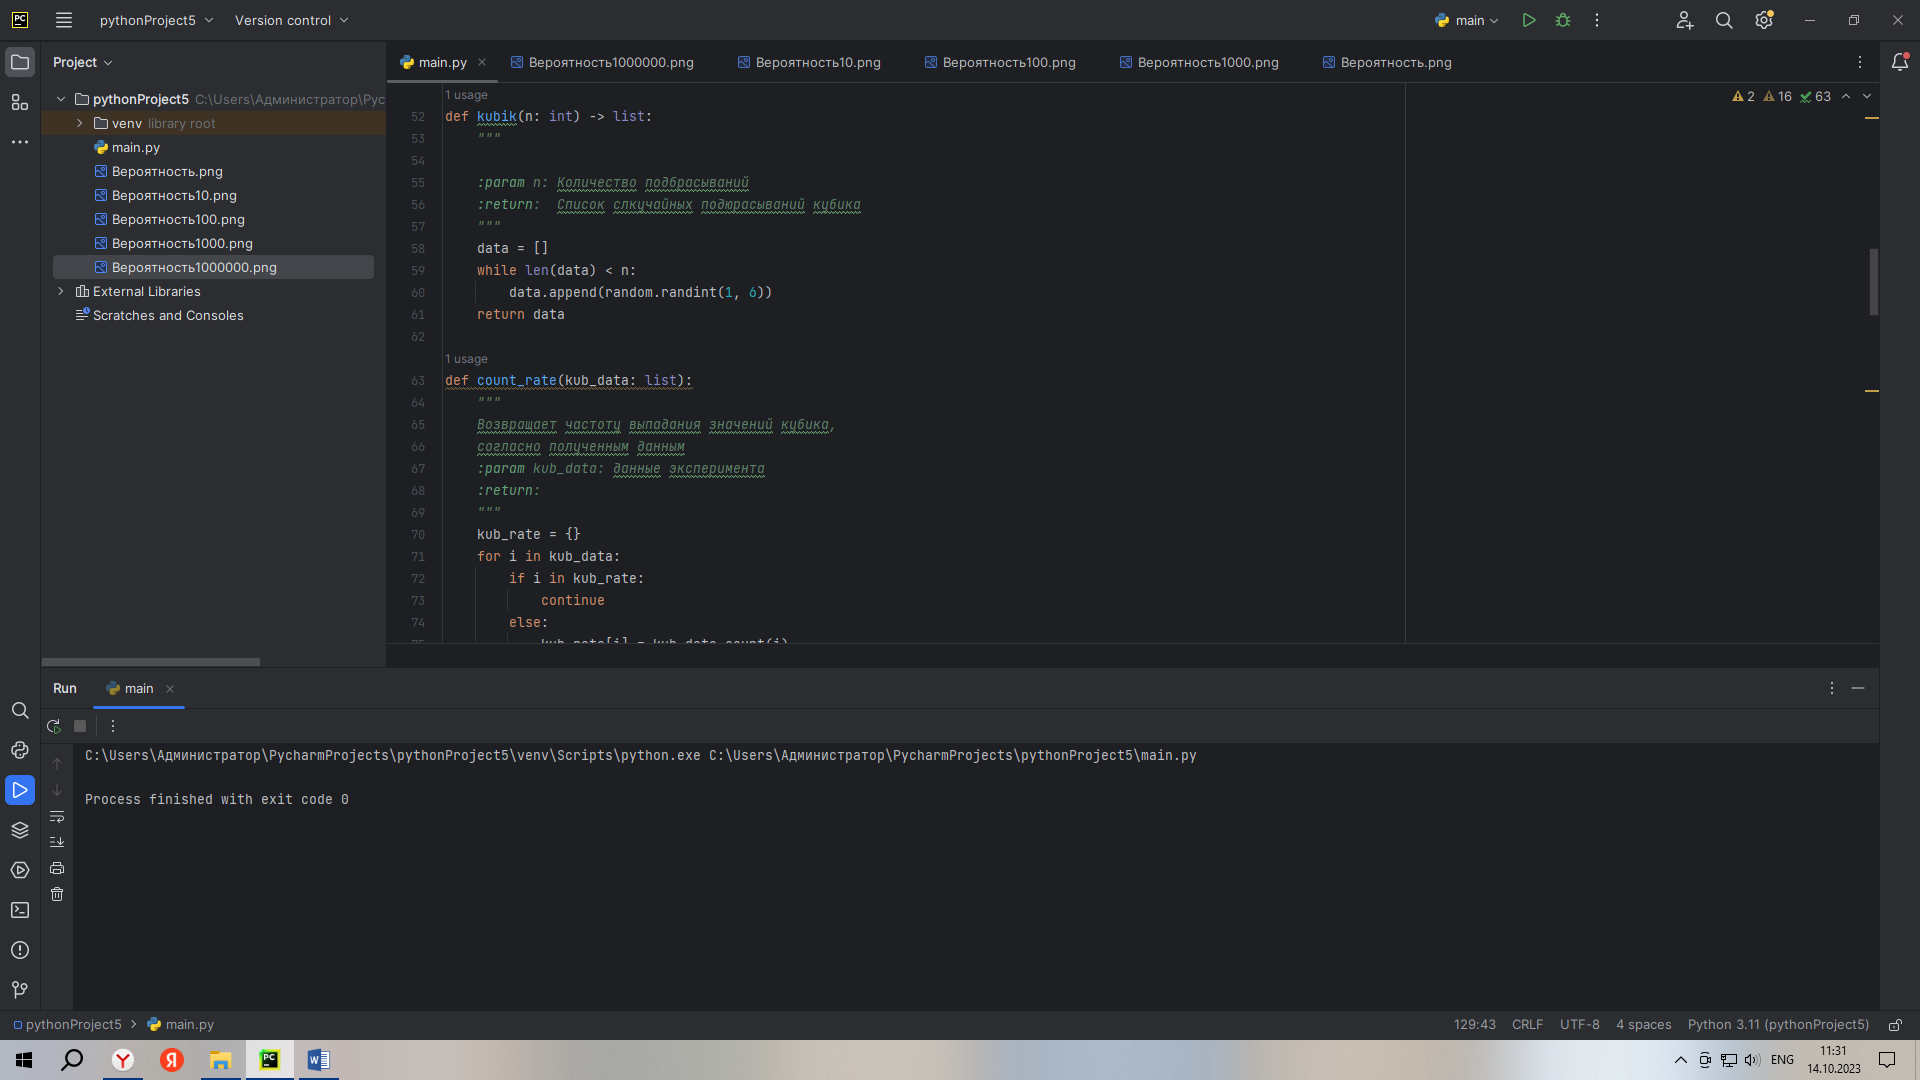 PC pythonProject5 Version control main
Project
main.py Вероятность1000000.png Вероятность10.png Вероятность100.png Вероятность1000.png Вероятность.png
pythonProject5 C:\Users\Администратор\Рус
venv library root
main.py
Вероятность.png
Вероятность10.png
Вероятность100.png
Вероятность1000.png
Вероятность1000000.png
External Libraries
Scratches and Consoles
2 16 63
1 usage
52 def kubik(n: int) -> list:
53 """
54
55 :param n: Количество подбрасываний
56 :return: Список слкучайных подюрасываний кубика
57 """
58 data = []
59 while len(data) < n:
60 data.append(random.randint(1, 6))
61 return data
62
1 usage
63 def count_rate(kub_data: list):
64 """
65 Возвращает частоту выпадания значений кубика,
66 согласно полученным данным
67 :param kub_data: данные эксперимента
68 :return:
69 """
70 kub_rate = {}
71 for i in kub_data:
72 if i in kub_rate:
73 continue
74 else:
75 kub_rate[i] = kub_data.count(i)
Run main
C:\Users\Администратор\PycharmProjects\pythonProject5\venv\Scripts\python.exe C:\Users\Администратор\PycharmProjects\pythonProject5\main.py
Process finished with exit code 0
pythonProject5 > main.py 129:43 CRLF UTF-8 4 spaces Python 3.11 (pythonProject5)
ENG
11:31
14.10.2023